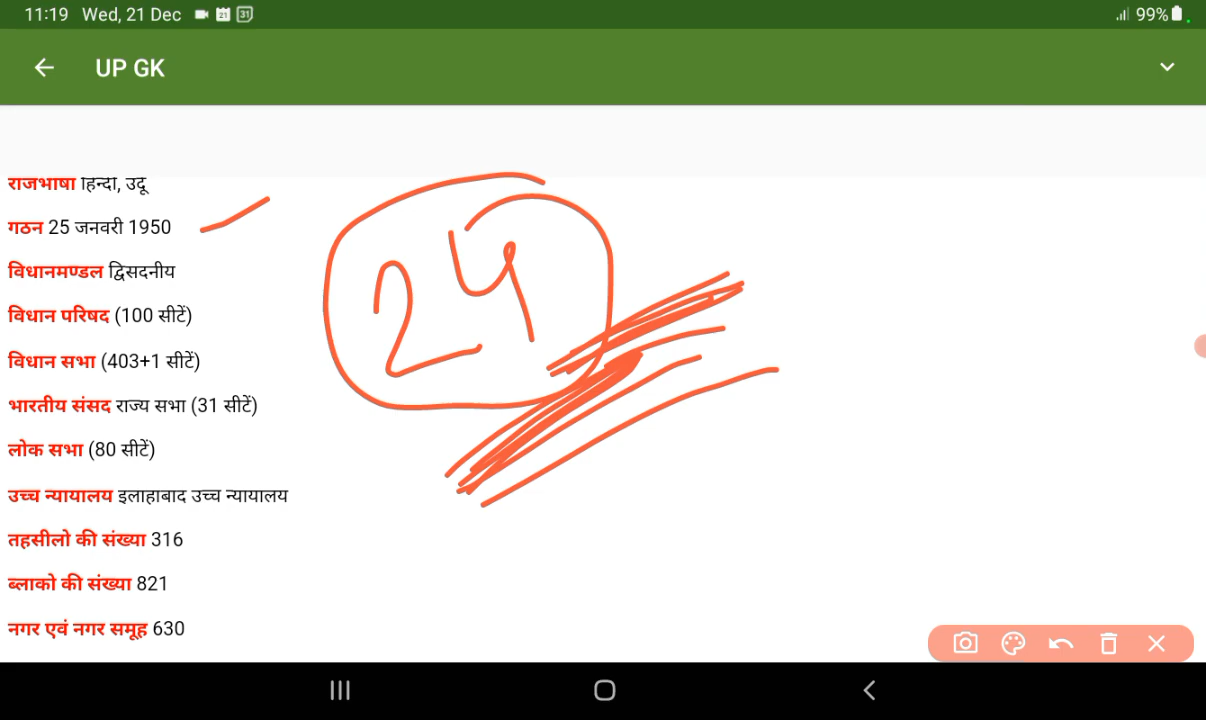 11:19 Wed, 21 Dec 21 31 99%
UP GK
राजभाषा हिन्दी, उर्दू
गठन 25 जनवरी 1950
विधानमण्डल द्विसदनीय
विधान परिषद (100 सीटें)
विधान सभा (403+1 सीटें)
भारतीय संसद राज्य सभा (31 सीटें)
लोक सभा (80 सीटें)
उच्च न्यायालय इलाहाबाद उच्च न्यायालय
तहसीलो की संख्या 316
ब्लाको की संख्या 821
नगर एवं नगर समूह 630